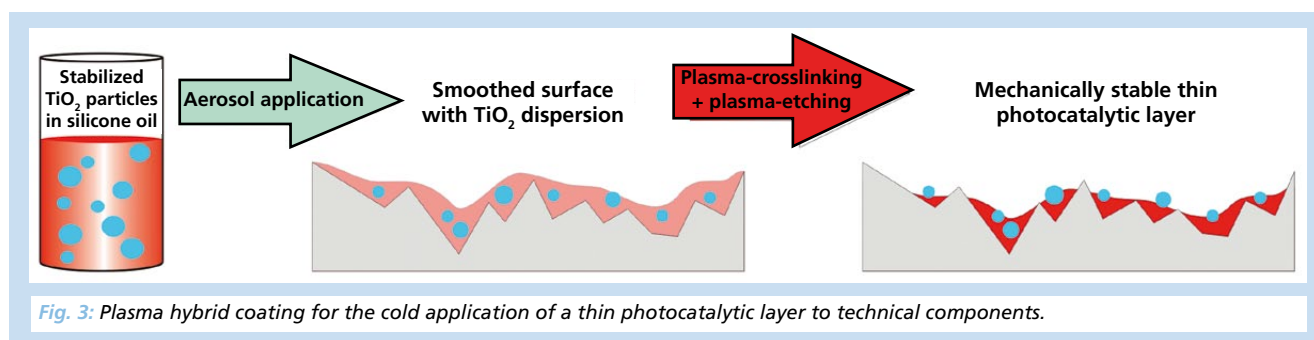 Stabilized
TiO₂ particles
in silicone oil
Aerosol application
Smoothed surface
with TiO₂ dispersion
Plasma-crosslinking
+ plasma-etching
Mechanically stable thin
photocatalytic layer
Fig. 3: Plasma hybrid coating for the cold application of a thin photocatalytic layer to technical components.